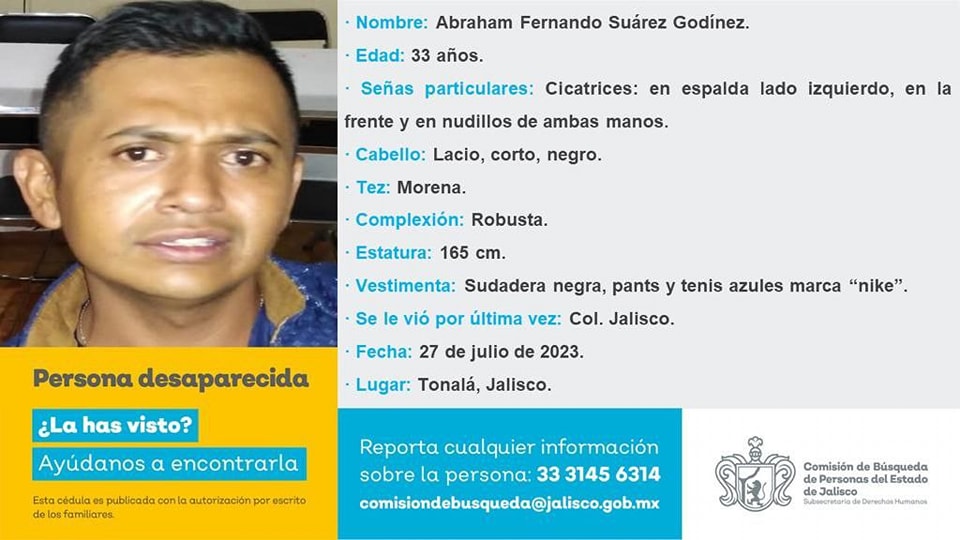 · Nombre: Abraham Fernando Suárez Godínez.
· Edad: 33 años.
· Señas particulares: Cicatrices: en espalda lado izquierdo, en la
frente y en nudillos de ambas manos.
· Cabello: Lacio, corto, negro.
· Tez: Morena.
· Complexión: Robusta.
· Estatura: 165 cm.
· Vestimenta: Sudadera negra, pants y tenis azules marca “nike”.
· Se le vió por última vez: Col. Jalisco.
· Fecha: 27 de julio de 2023.
· Lugar: Tonalá, Jalisco.
Persona desaparecida
¿La has visto?
Ayúdanos a encontrarla
Esta cédula es publicada con la autorización por escrito
de los familiares.
Reporta cualquier información
sobre la persona: 33 3145 6314
comisiondebusqueda@jalisco.gob.mx
Comisión de Búsqueda
de Personas del Estado
de Jalisco
Subsecretaría de Derechos Humanos